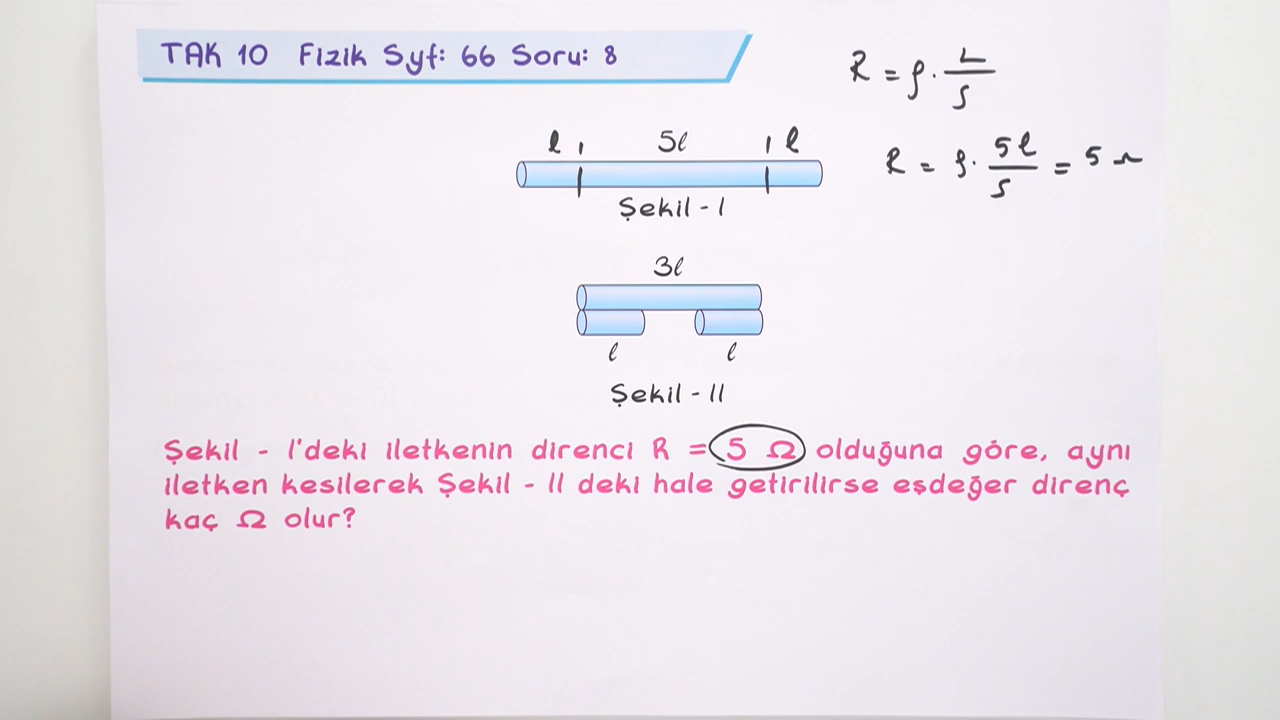 TAK 10 Fizik Syf: 66 Soru: 8
R = ρ · L / S
l 5l l
R = ρ · 5l / S = 5 Ω
Şekil - I
3l
l l
Şekil - II
Şekil - I'deki iletkenin direnci R = 5 Ω olduğuna göre, aynı
iletken kesilerek Şekil - II deki hale getirilirse eşdeğer direnç
kaç Ω olur?